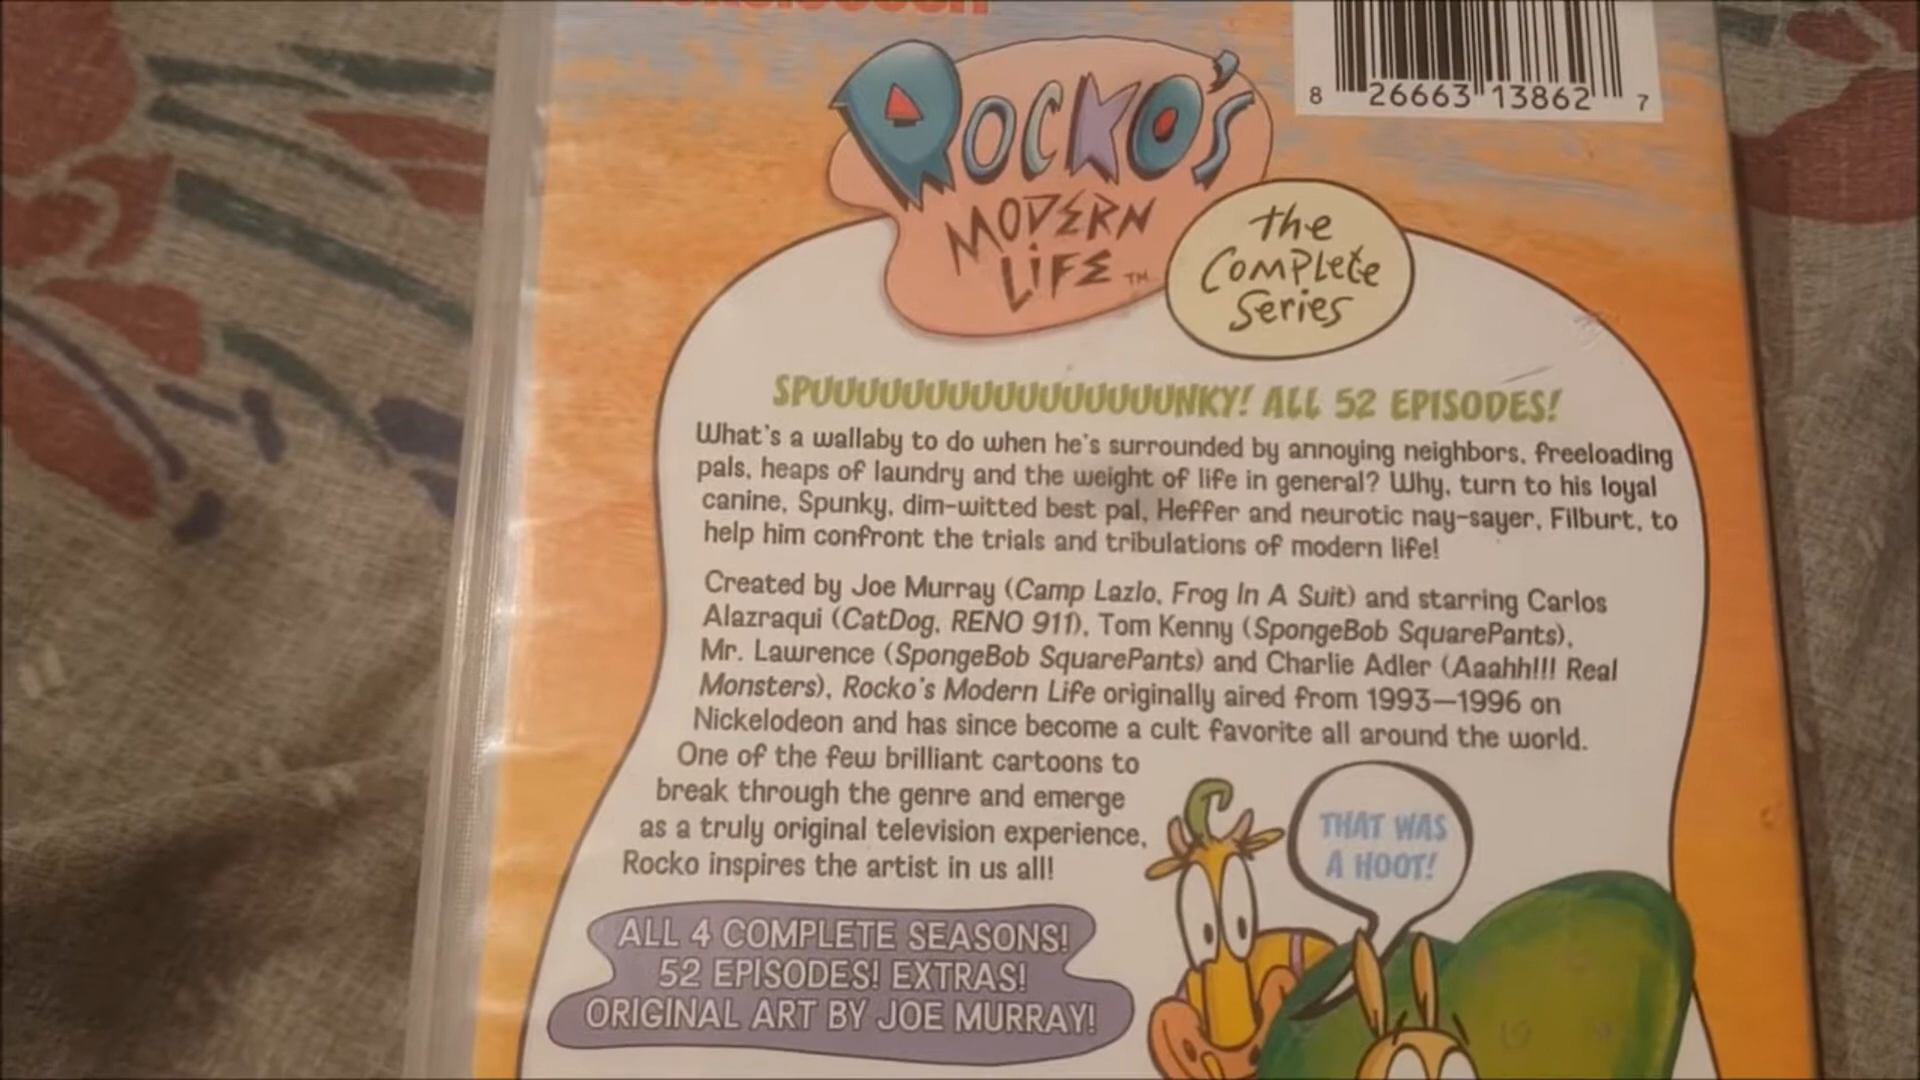 ROCKO'S
MODERN
LIFE™
the
Complete
Series
8 26663 13862 7
SPUUUUUUUUUUUUUUUUUUNKY! ALL 52 EPISODES!
What's a wallaby to do when he's surrounded by annoying neighbors, freeloading
pals, heaps of laundry and the weight of life in general? Why, turn to his loyal
canine, Spunky, dim-witted best pal, Heffer and neurotic nay-sayer, Filburt, to
help him confront the trials and tribulations of modern life!
Created by Joe Murray (Camp Lazlo, Frog In A Suit) and starring Carlos
Alazraqui (CatDog, RENO 911), Tom Kenny (SpongeBob SquarePants),
Mr. Lawrence (SpongeBob SquarePants) and Charlie Adler (Aaahh!!! Real
Monsters), Rocko's Modern Life originally aired from 1993—1996 on
Nickelodeon and has since become a cult favorite all around the world.
One of the few brilliant cartoons to
break through the genre and emerge
as a truly original television experience,
Rocko inspires the artist in us all!
THAT WAS
A HOOT!
ALL 4 COMPLETE SEASONS!
52 EPISODES! EXTRAS!
ORIGINAL ART BY JOE MURRAY!